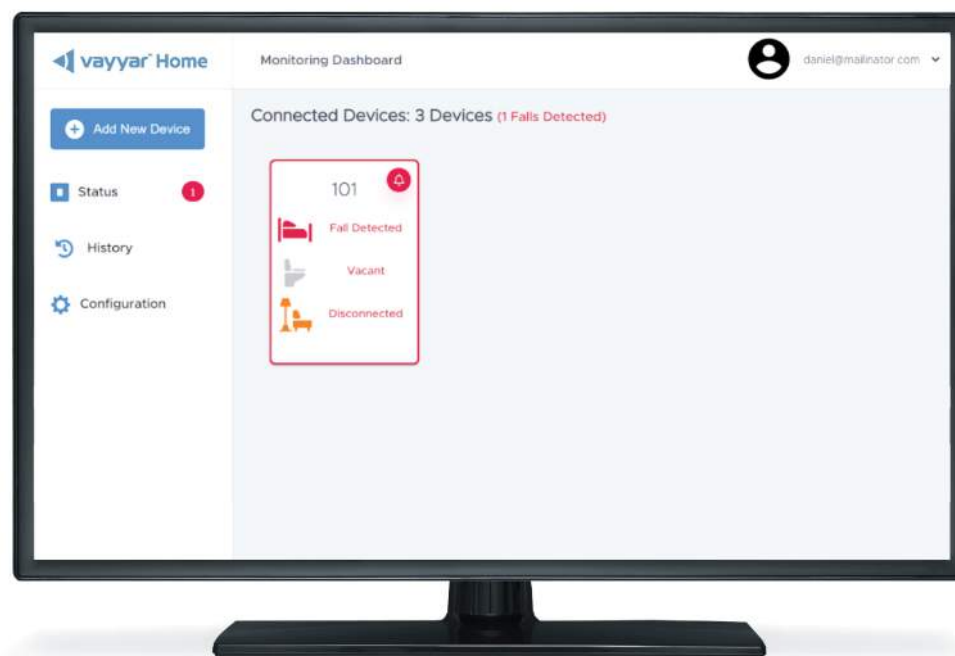 vayyar Home
Monitoring Dashboard
daniel@mailinator.com
Add New Device
Connected Devices: 3 Devices (1 Falls Detected)
Status
1
101
Fall Detected
History
Vacant
Configuration
Disconnected